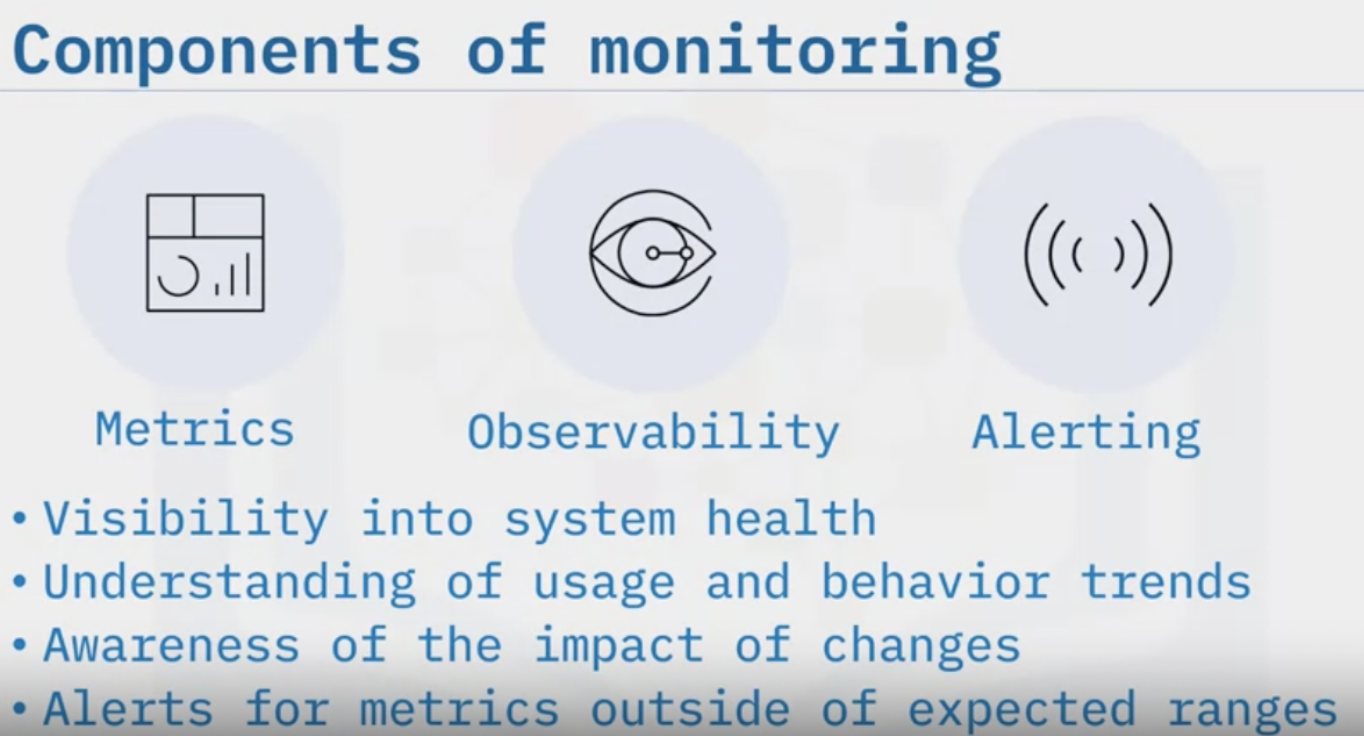 Components of monitoring
Metrics
Observability
Alerting
• Visibility into system health
• Understanding of usage and behavior trends
• Awareness of the impact of changes
• Alerts for metrics outside of expected ranges